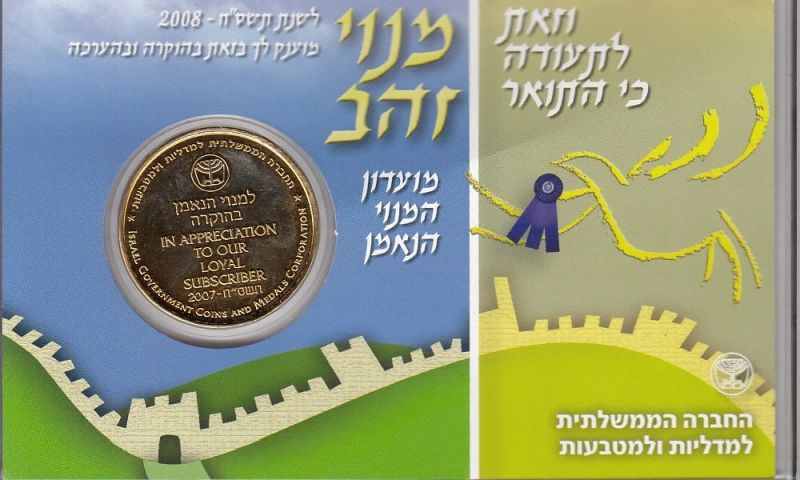 וזאת
לתעודה
כי התואר
מנוי
זהב
לשנת תשס"ח - 2008
מוענק לך בזאת בהוקרה ובהערכה
מועדון
המנוי
הנאמן
החברה הממשלתית למדליות ולמטבעות
למנוי הנאמן
בהוקרה
IN APPRECIATION
TO OUR
LOYAL
SUBSCRIBER
2007-התשס"ח
ISRAEL GOVERNMENT COINS AND MEDALS CORPORATION
החברה הממשלתית
למדליות ולמטבעות